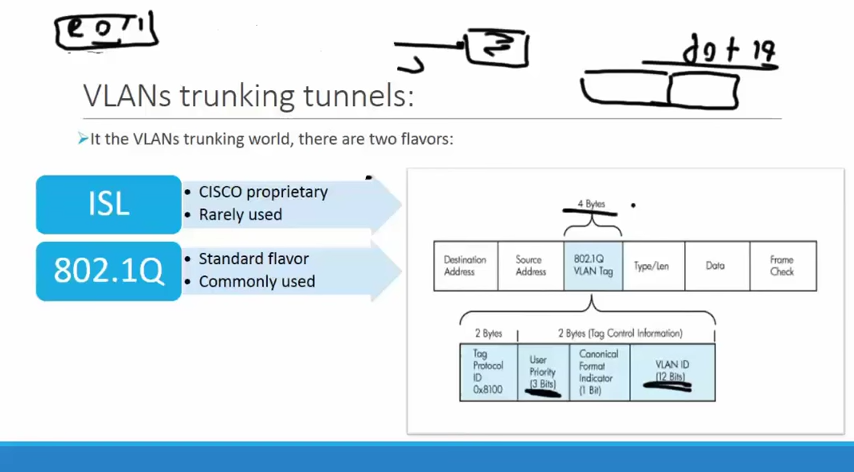 VLANs trunking tunnels:
It the VLANs trunking world, there are two flavors:
ISL
CISCO proprietary
Rarely used
802.1Q
Standard flavor
Commonly used
4 Bytes
Destination
Address
Source
Address
802.1Q
VLAN Tag
Type/Len
Data
Frame
Check
2 Bytes
2 Bytes (Tag Control Information)
Tag
Protocol
ID
0x8100
User
Priority
(3 Bits)
Canonical
Format
Indicator
(1 Bit)
VLAN ID
(12 Bits)